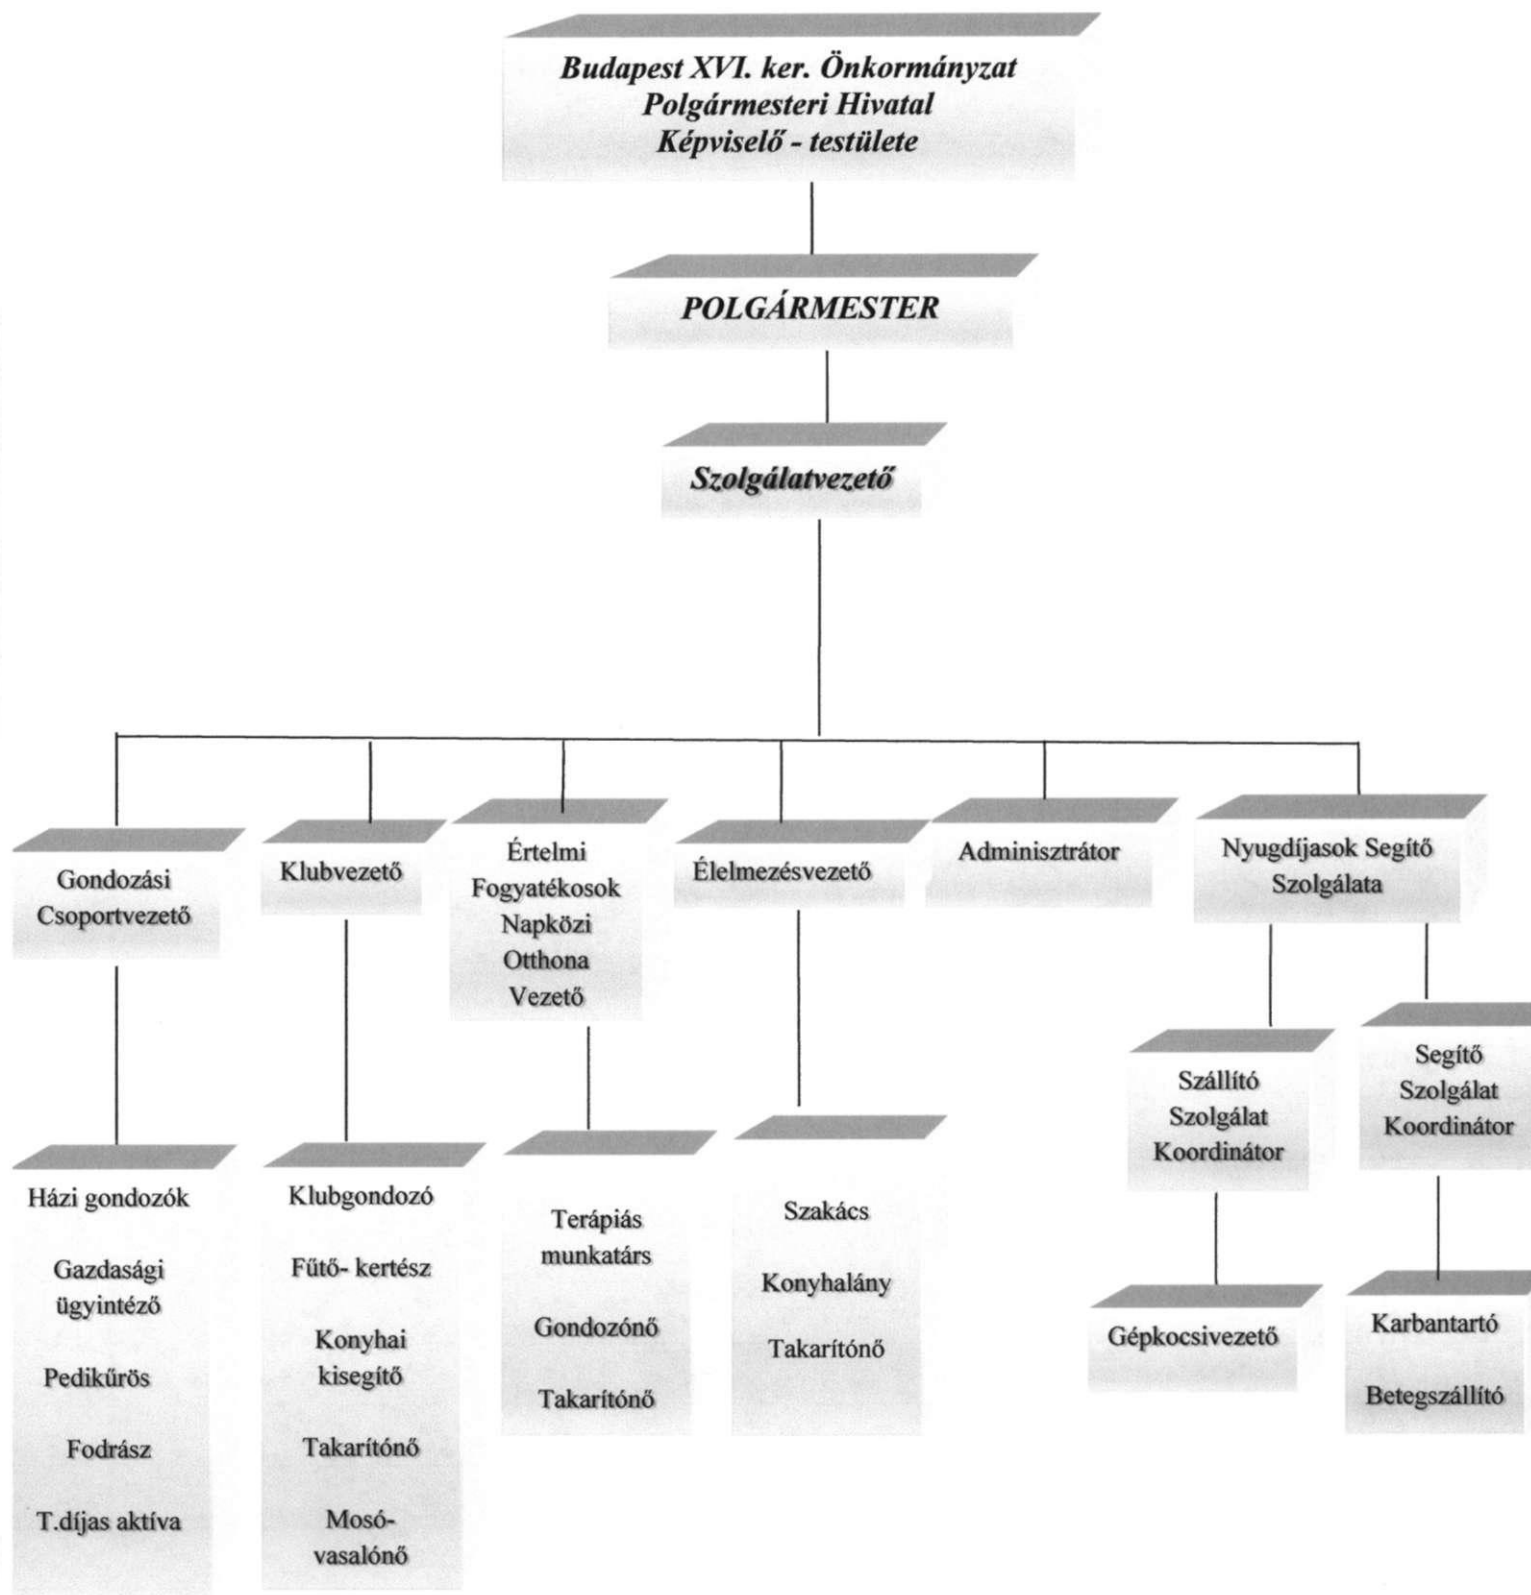 Budapest XVI. ker. Önkormányzat
Polgármesteri Hivatal
Képviselő - testülete
POLGÁRMESTER
Szolgálatvezető
Gondozási
Csoportvezető
Klubvezető
Értelmi
Fogyatékosok
Napközi
Otthona
Vezető
Élelmezésvezető
Adminisztrátor
Nyugdíjasok Segítő
Szolgálata
Szállító
Szolgálat
Koordinátor
Segítő
Szolgálat
Koordinátor
Házi gondozók
Gazdasági
ügyintéző
Pedikűrös
Fodrász
T.díjas aktíva
Klubgondozó
Fűtő- kertész
Konyhai
kisegítő
Takarítónő
Mosó-
vasalónő
Terápiás
munkatárs
Gondozónő
Takarítónő
Szakács
Konyhalány
Takarítónő
Gépkocsivezető
Karbantartó
Betegszállító